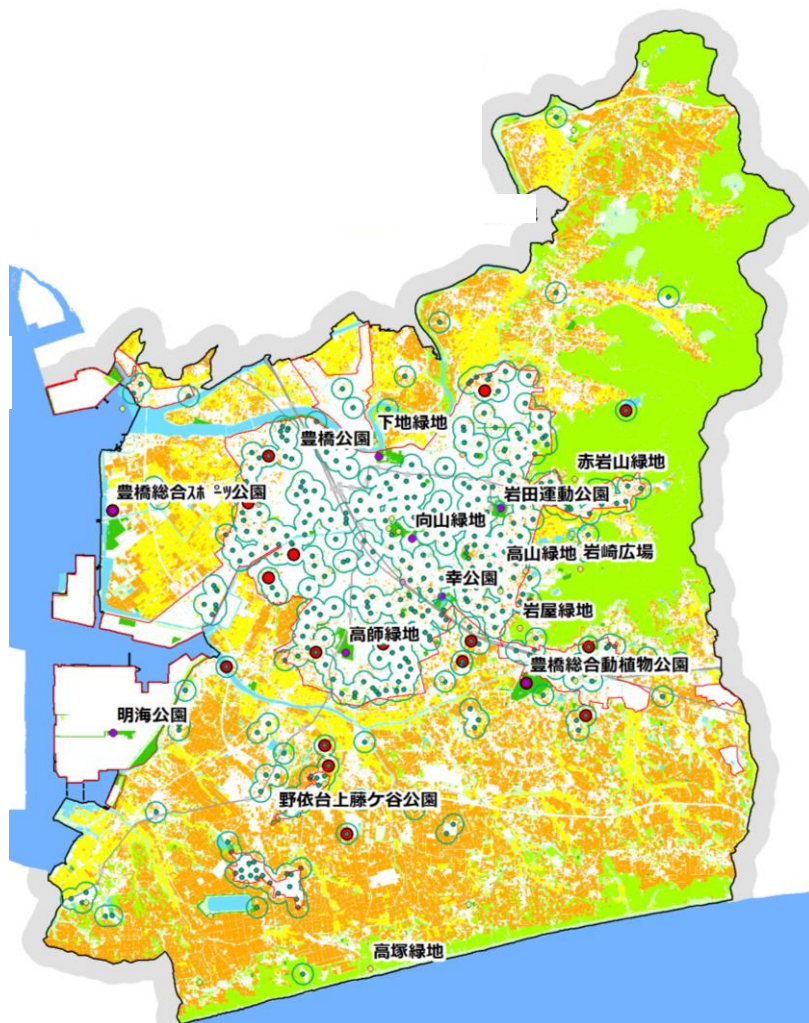 下地緑地
豊橋公園
赤岩山緑地
豊橋総合スポーツ公園
岩田運動公園
向山緑地
高山緑地
岩崎広場
幸公園
岩屋緑地
高師緑地
豊橋総合動植物公園
明海公園
野依台上藤ケ谷公園
高塚緑地